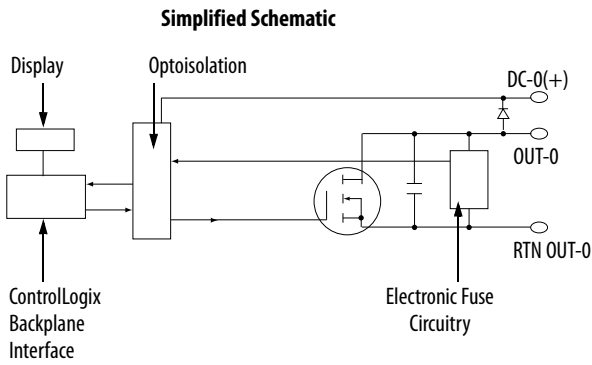 Simplified Schematic
Display
Optoisolation
DC-0(+)
OUT-0
RTN OUT-0
ControlLogix
Backplane
Interface
Electronic Fuse
Circuitry